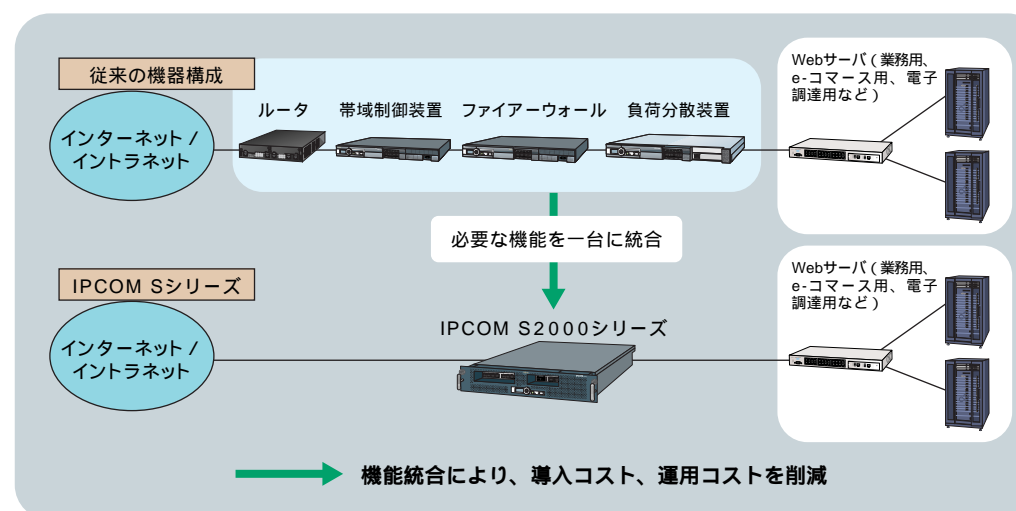 従来の機器構成
インターネット /
イントラネット
ルータ
帯域制御装置
ファイアーウォール
負荷分散装置
Webサーバ ( 業務用、
e-コマース用、電子
調達用など )
必要な機能を一台に統合
IPCOM Sシリーズ
インターネット /
イントラネット
IPCOM S2000シリーズ
Webサーバ ( 業務用、
e-コマース用、電子
調達用など )
機能統合により、導入コスト、運用コストを削減